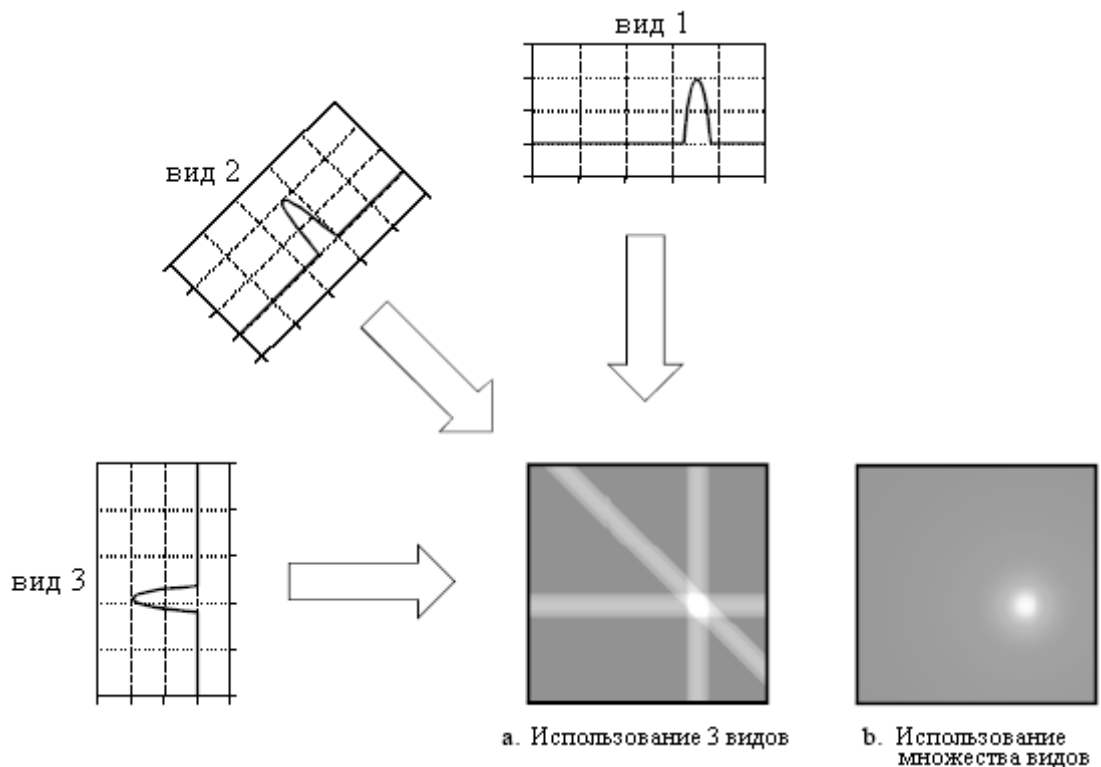 вид 1
вид 2
вид 3
a. Использование 3 видов
b. Использование
множества видов